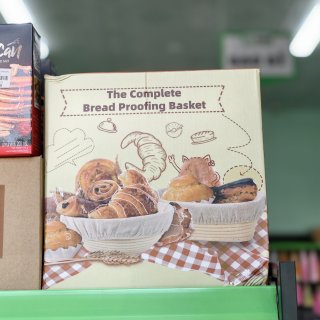 The Complete
Bread Proofing Basket